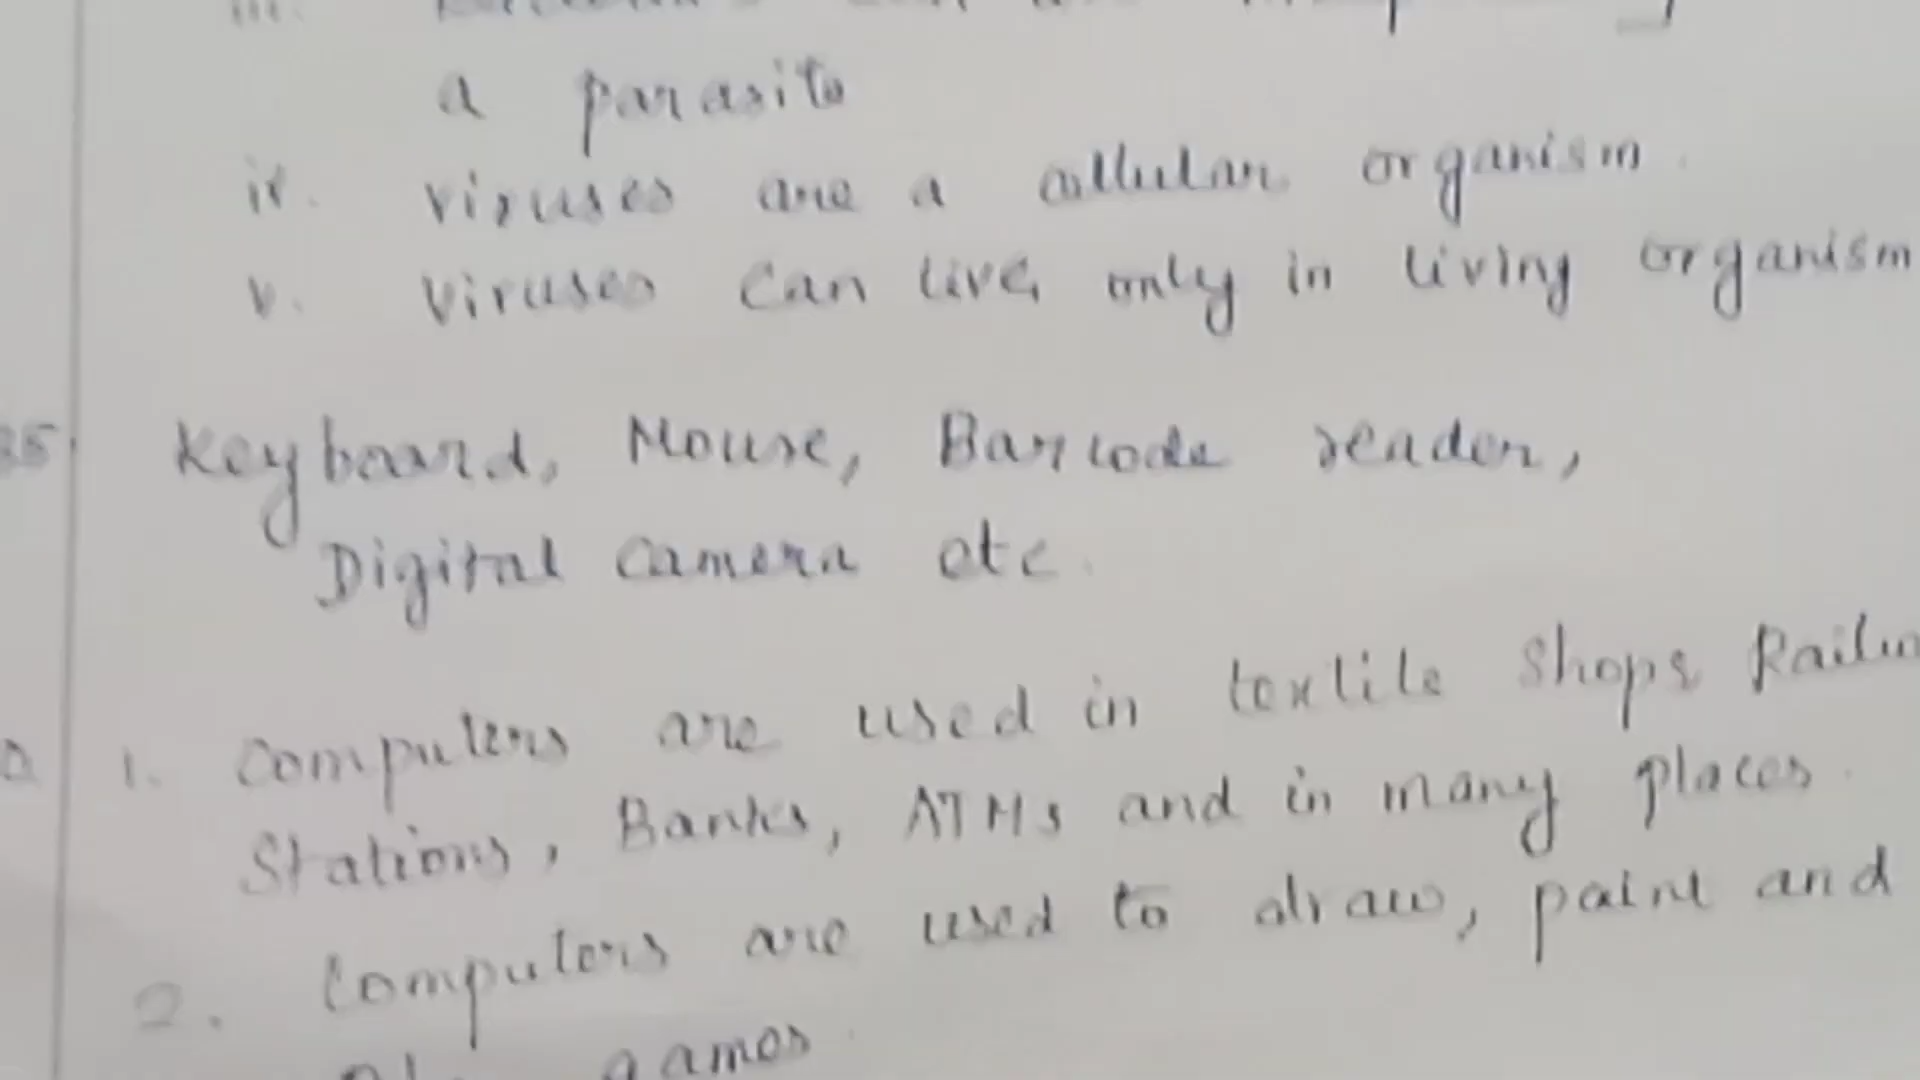 a parasite
iv. viruses are a cellular organism.
v. viruses can live only in living organism
35 Keyboard, Mouse, Barcode reader,
Digital camera etc.
1. Computers are used in textile shops
Stations, Banks, ATMs and in many places.
2. Computers are used to draw, paint and
games.